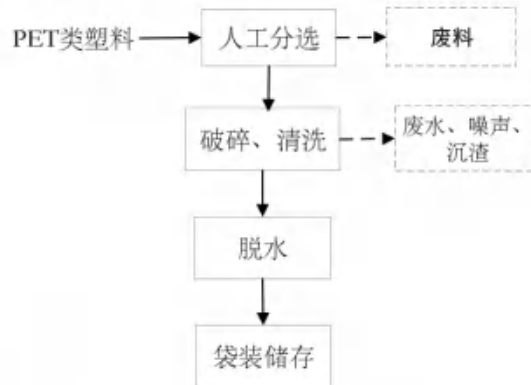 PET类塑料
人工分选
废料
破碎、清洗
废水、噪声、
沉渣
脱水
袋装储存